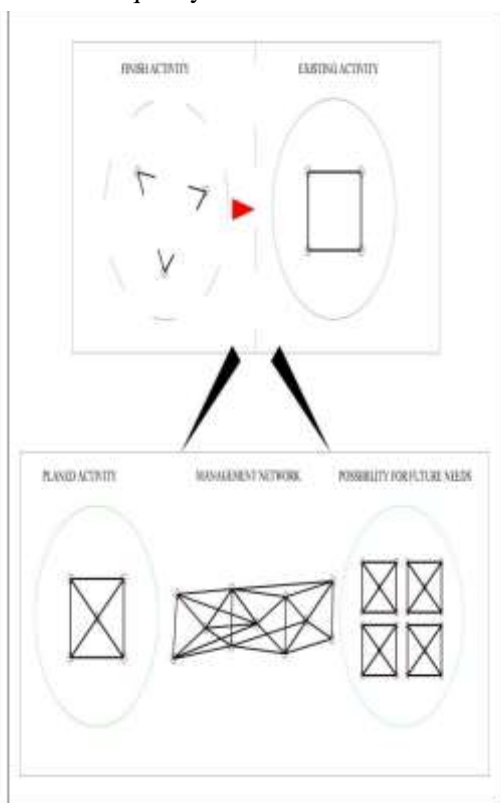 FINISH ACTIVITY
EXISTING ACTIVITY
PLANED ACTIVITY
MANAGEMENT NETWORK
POSSIBILITY FOR FUTURE NEEDS